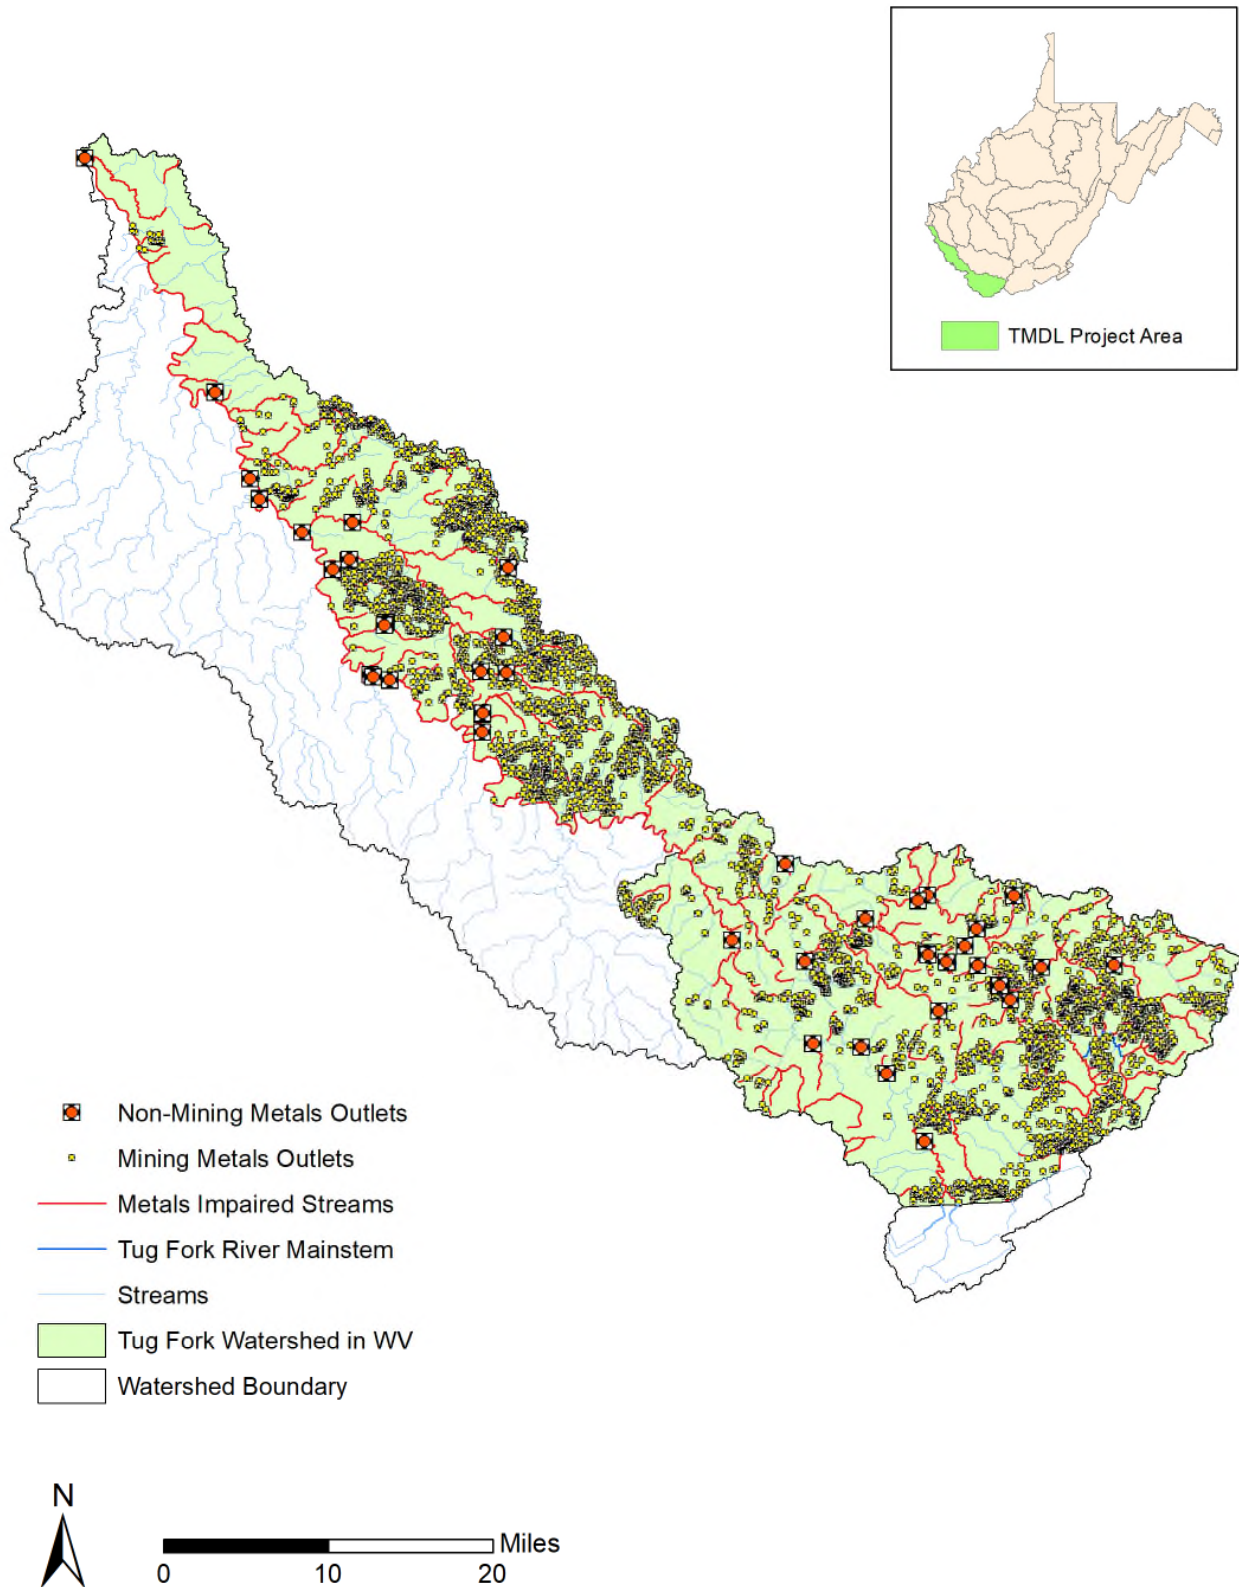 TMDL Project Area
Non-Mining Metals Outlets
Mining Metals Outlets
Metals Impaired Streams
Tug Fork River Mainstem
Streams
Tug Fork Watershed in WV
Watershed Boundary
N
Miles
0 10 20